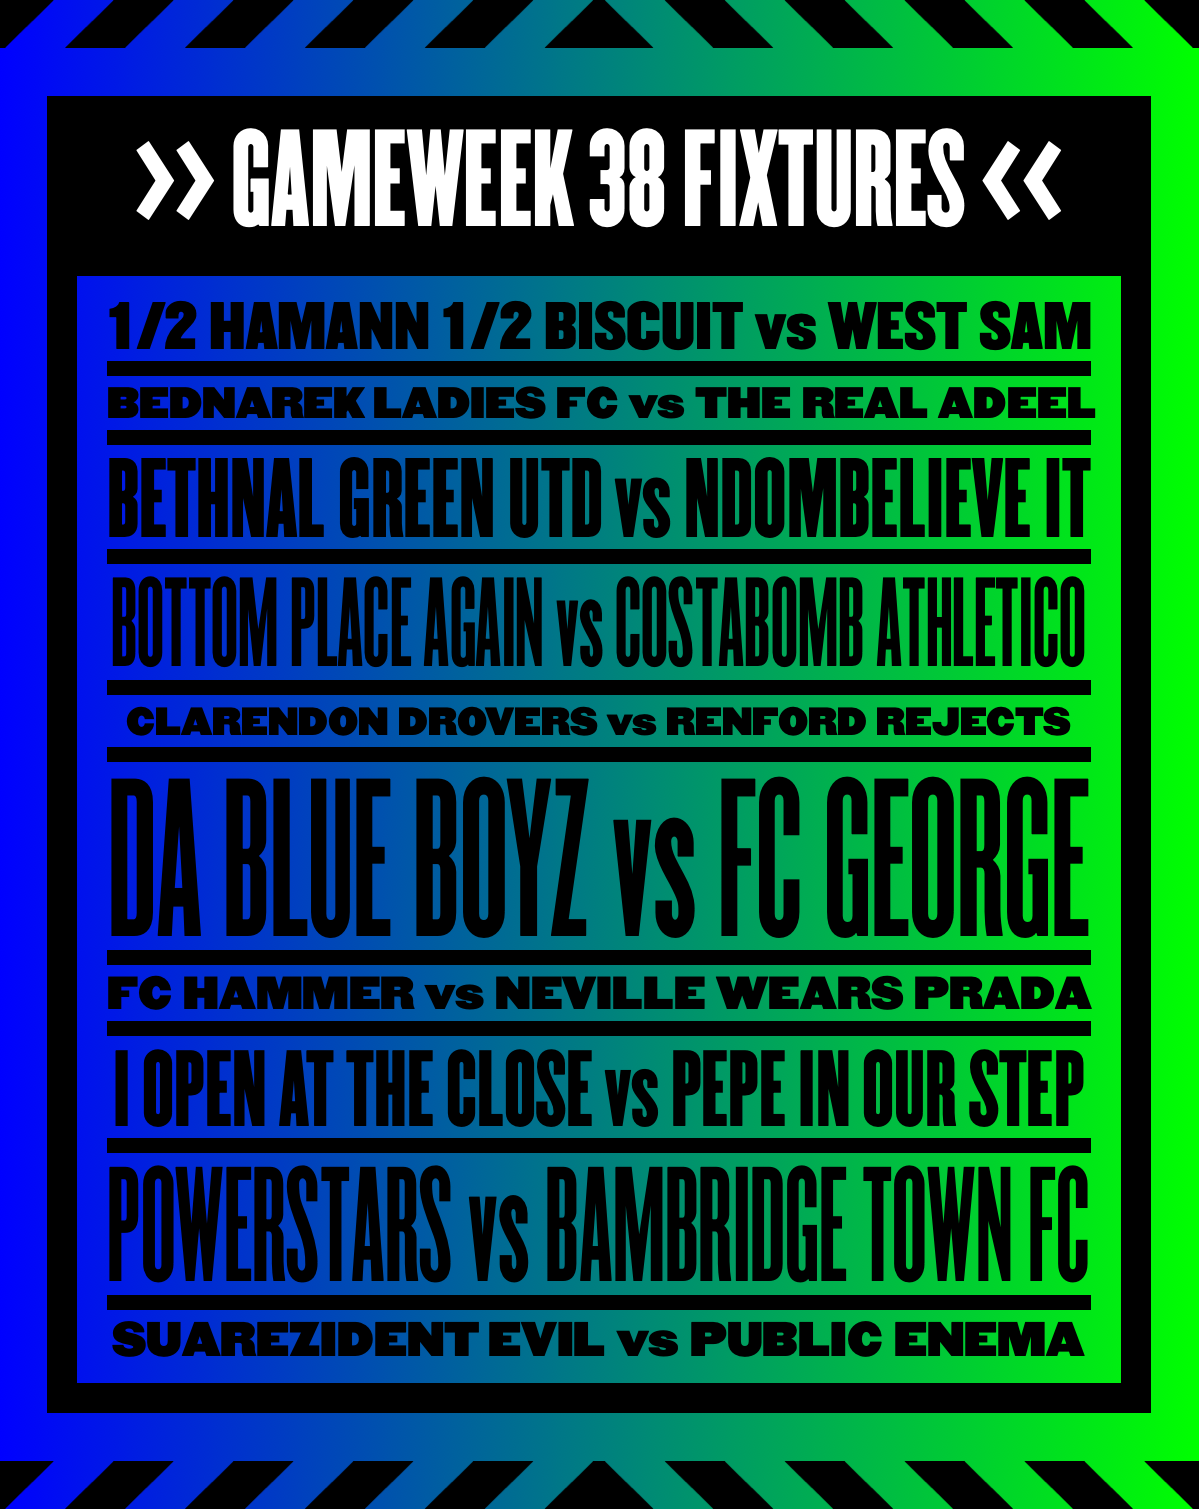 >> GAMEWEEK 38 FIXTURES <<
1/2 HAMANN 1/2 BISCUIT vs WEST SAM
BEDNAREK LADIES FC vs THE REAL ADEEL
BETHNAL GREEN UTD vs NDOMBELIEVE IT
BOTTOM PLACE AGAIN vs COSTABOMB ATHLETICO
CLARENDON DROVERS vs RENFORD REJECTS
DA BLUE BOYZ vs FC GEORGE
FC HAMMER vs NEVILLE WEARS PRADA
I OPEN AT THE CLOSE vs PEPE IN OUR STEP
POWERSTARS vs BAMBRIDGE TOWN FC
SUAREZIDENT EVIL vs PUBLIC ENEMA